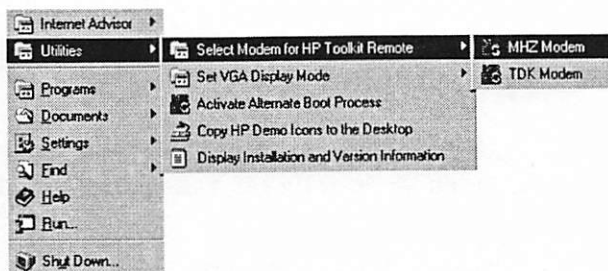 Internet Advisor
Utilities
Programs
Documents
Settings
Find
Help
Run...
Shut Down...
Select Modem for HP Toolkit Remote
Set VGA Display Mode
Activate Alternate Boot Process
Copy HP Demo Icons to the Desktop
Display Installation and Version Information
MHZ Modem
TDK Modem